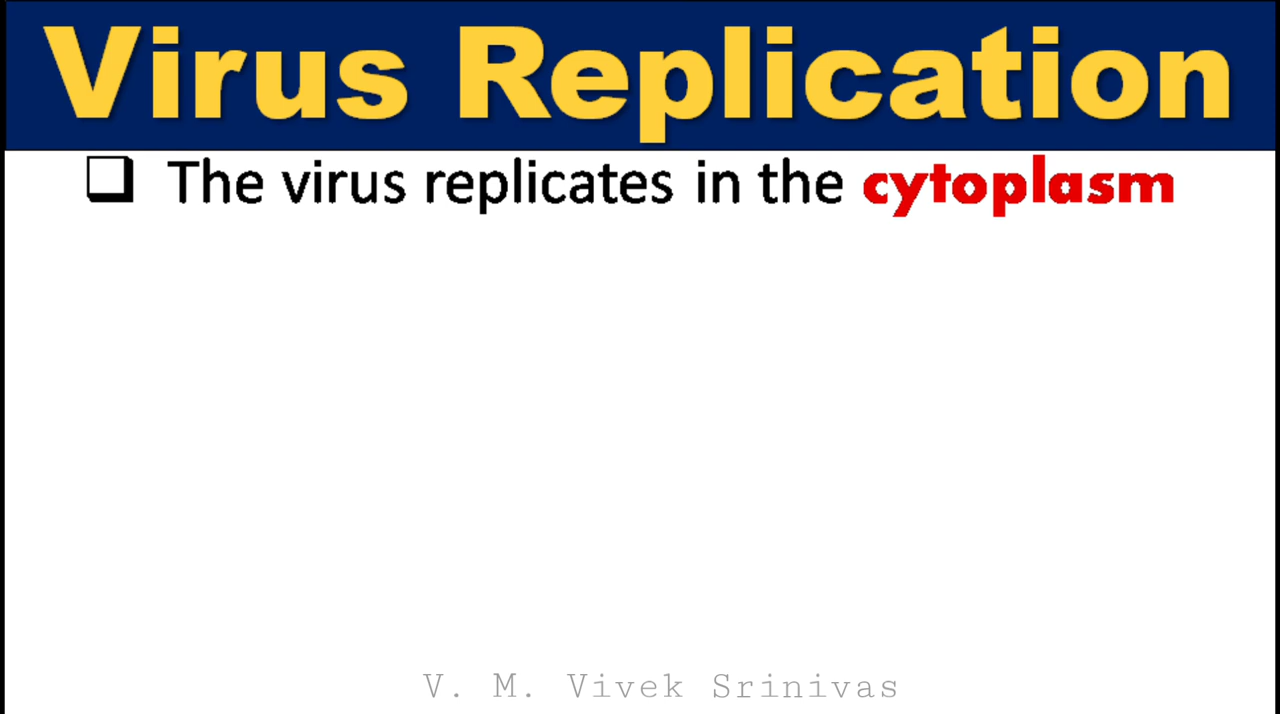 Virus Replication
The virus replicates in the cytoplasm
V. M. Vivek Srinivas